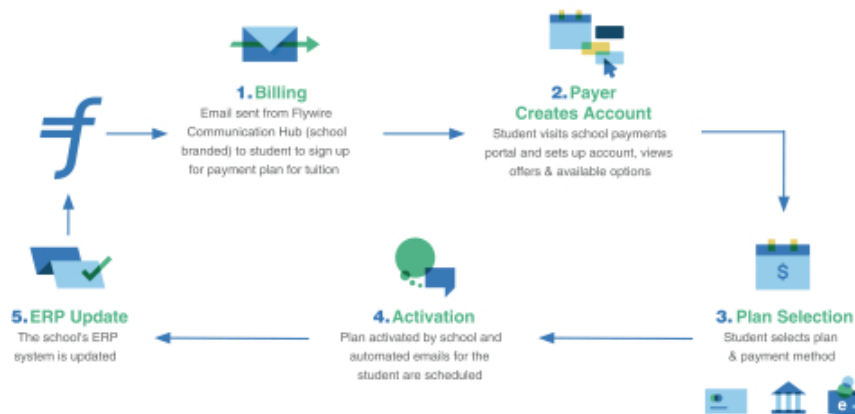 1. Billing
Email sent from Flywire
Communication Hub (school
branded) to student to sign up
for payment plan for tuition
2. Payer
Creates Account
Student visits school payments
portal and sets up account, views
offers & available options
$
3. Plan Selection
Student selects plan
& payment method
e
4. Activation
Plan activated by school and
automated emails for the
student are scheduled
5. ERP Update
The school's ERP
system is updated